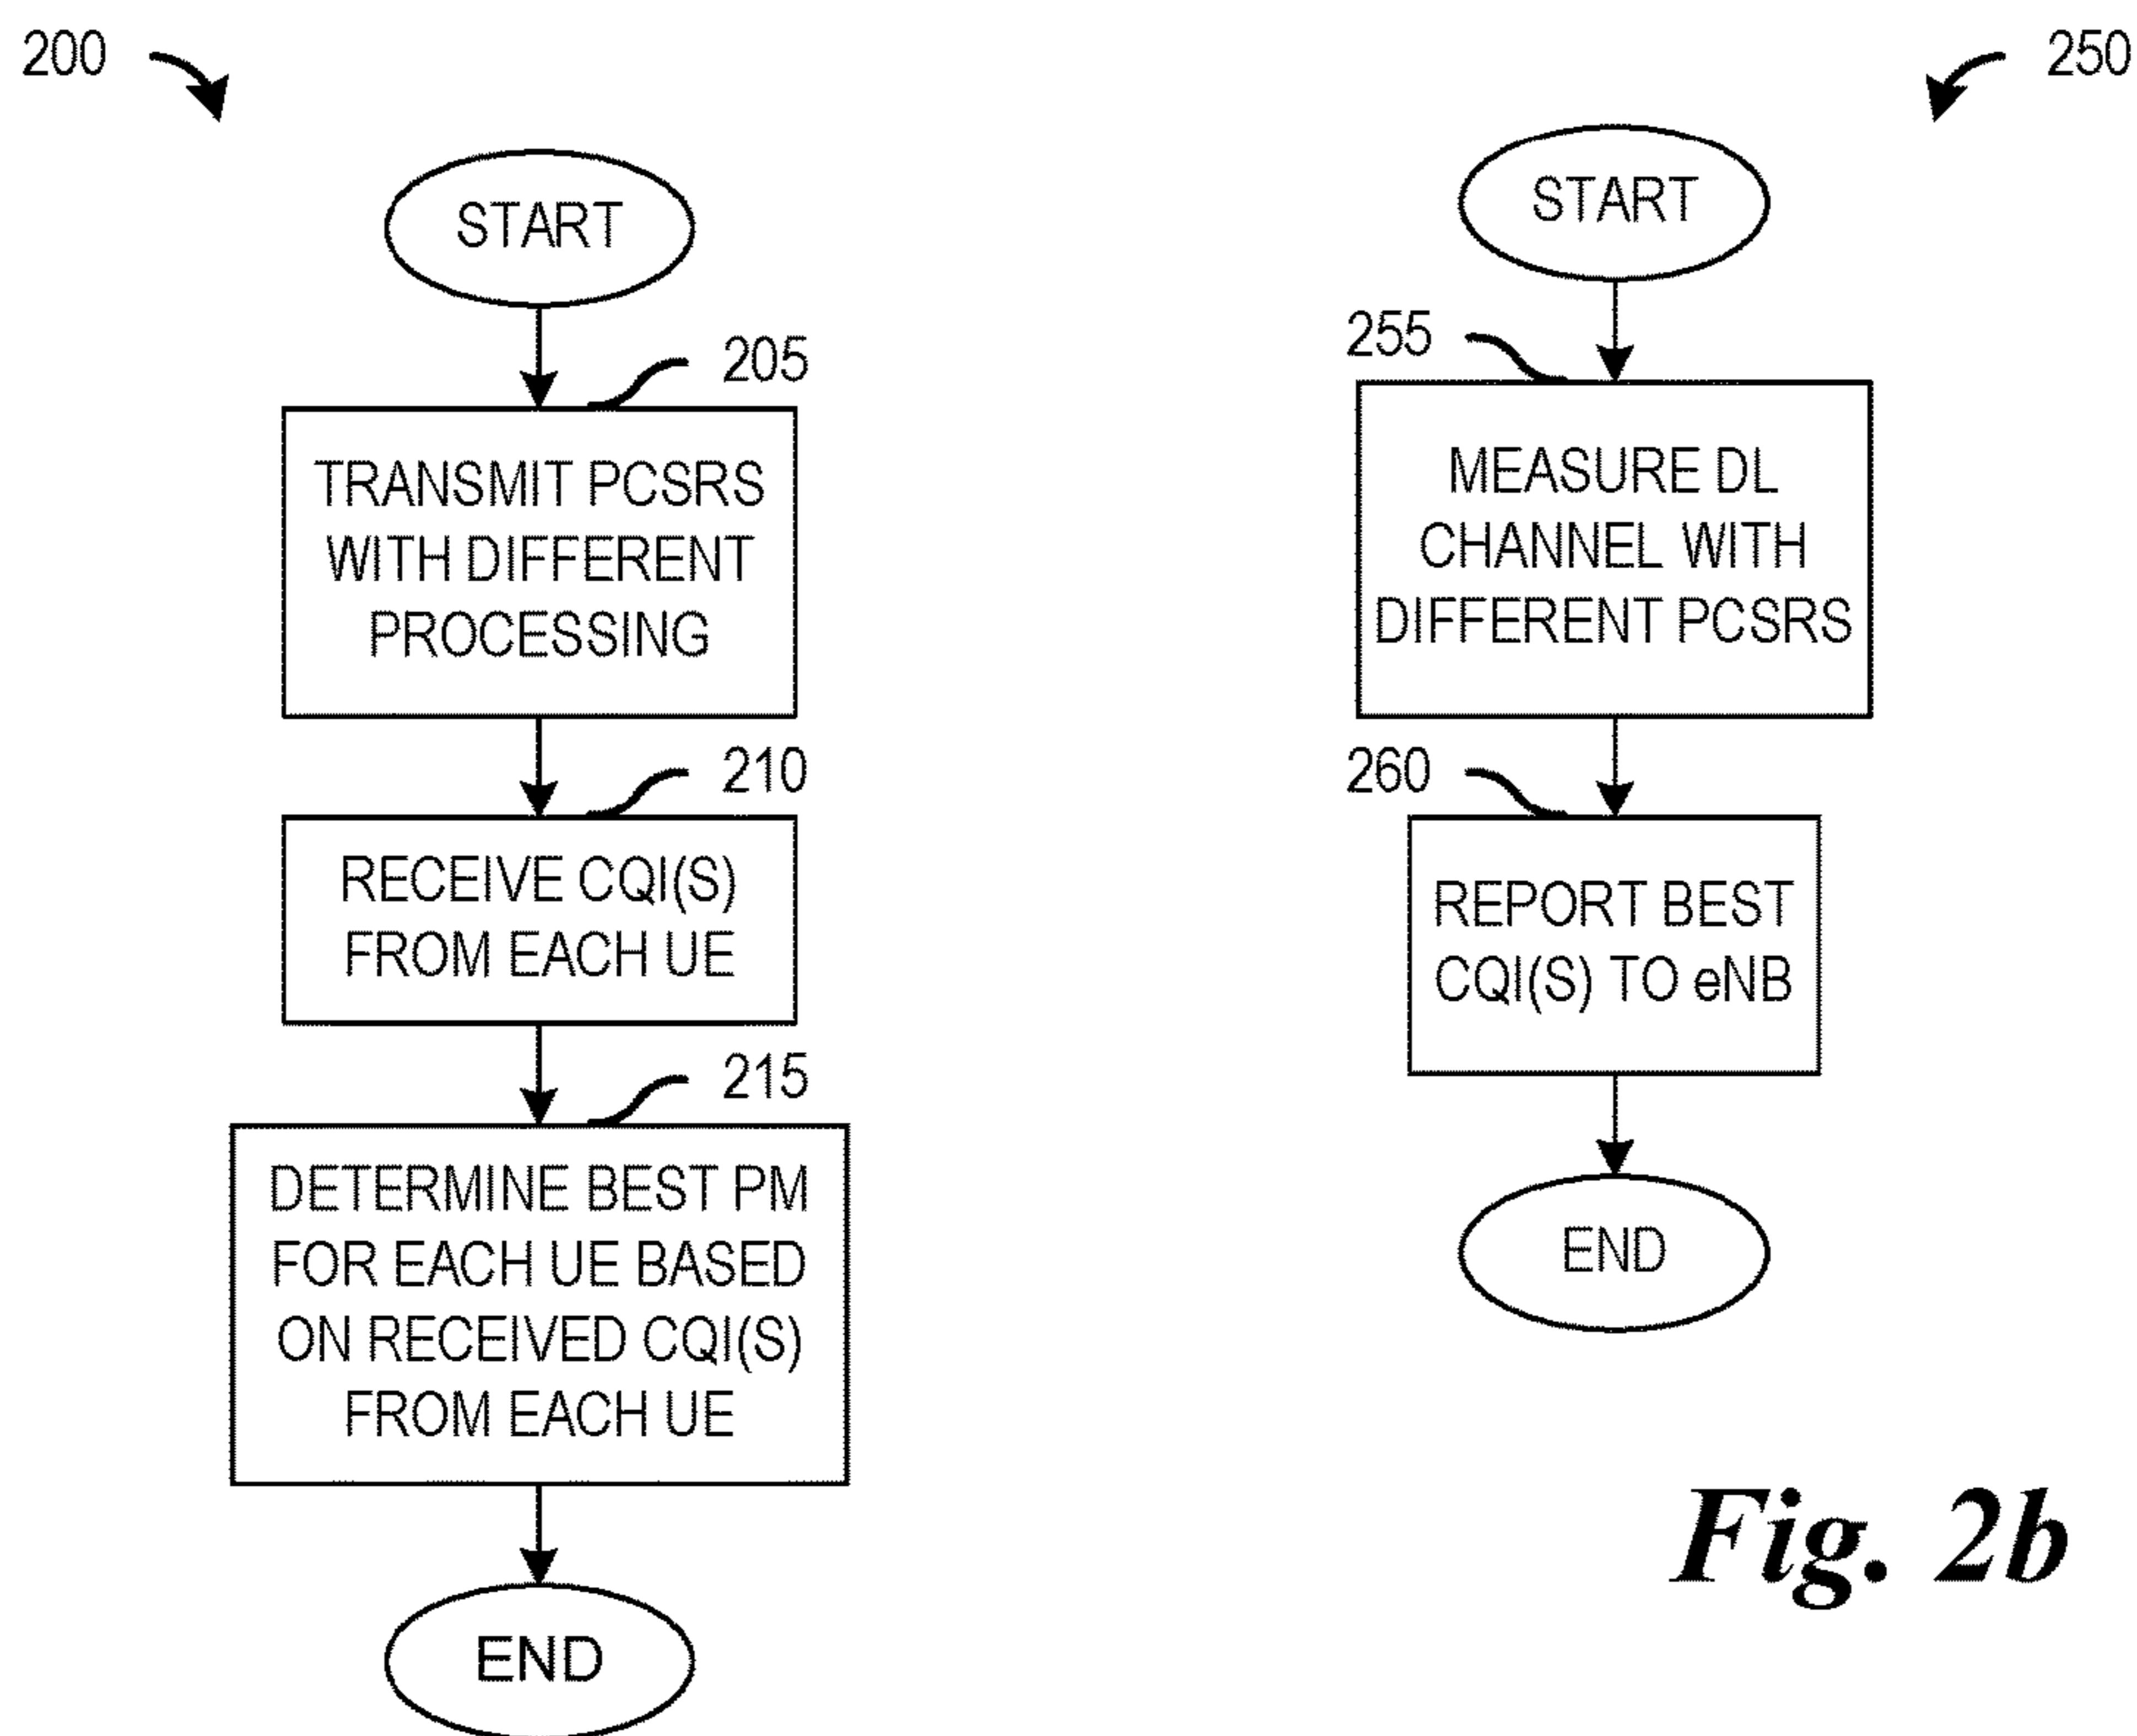 200
START
205
TRANSMIT PCSRS
WITH DIFFERENT
PROCESSING
210
RECEIVE CQI(S)
FROM EACH UE
215
DETERMINE BEST PM
FOR EACH UE BASED
ON RECEIVED CQI(S)
FROM EACH UE
END
250
START
255
MEASURE DL
CHANNEL WITH
DIFFERENT PCSRS
260
REPORT BEST
CQI(S) TO eNB
END
Fig. 2b